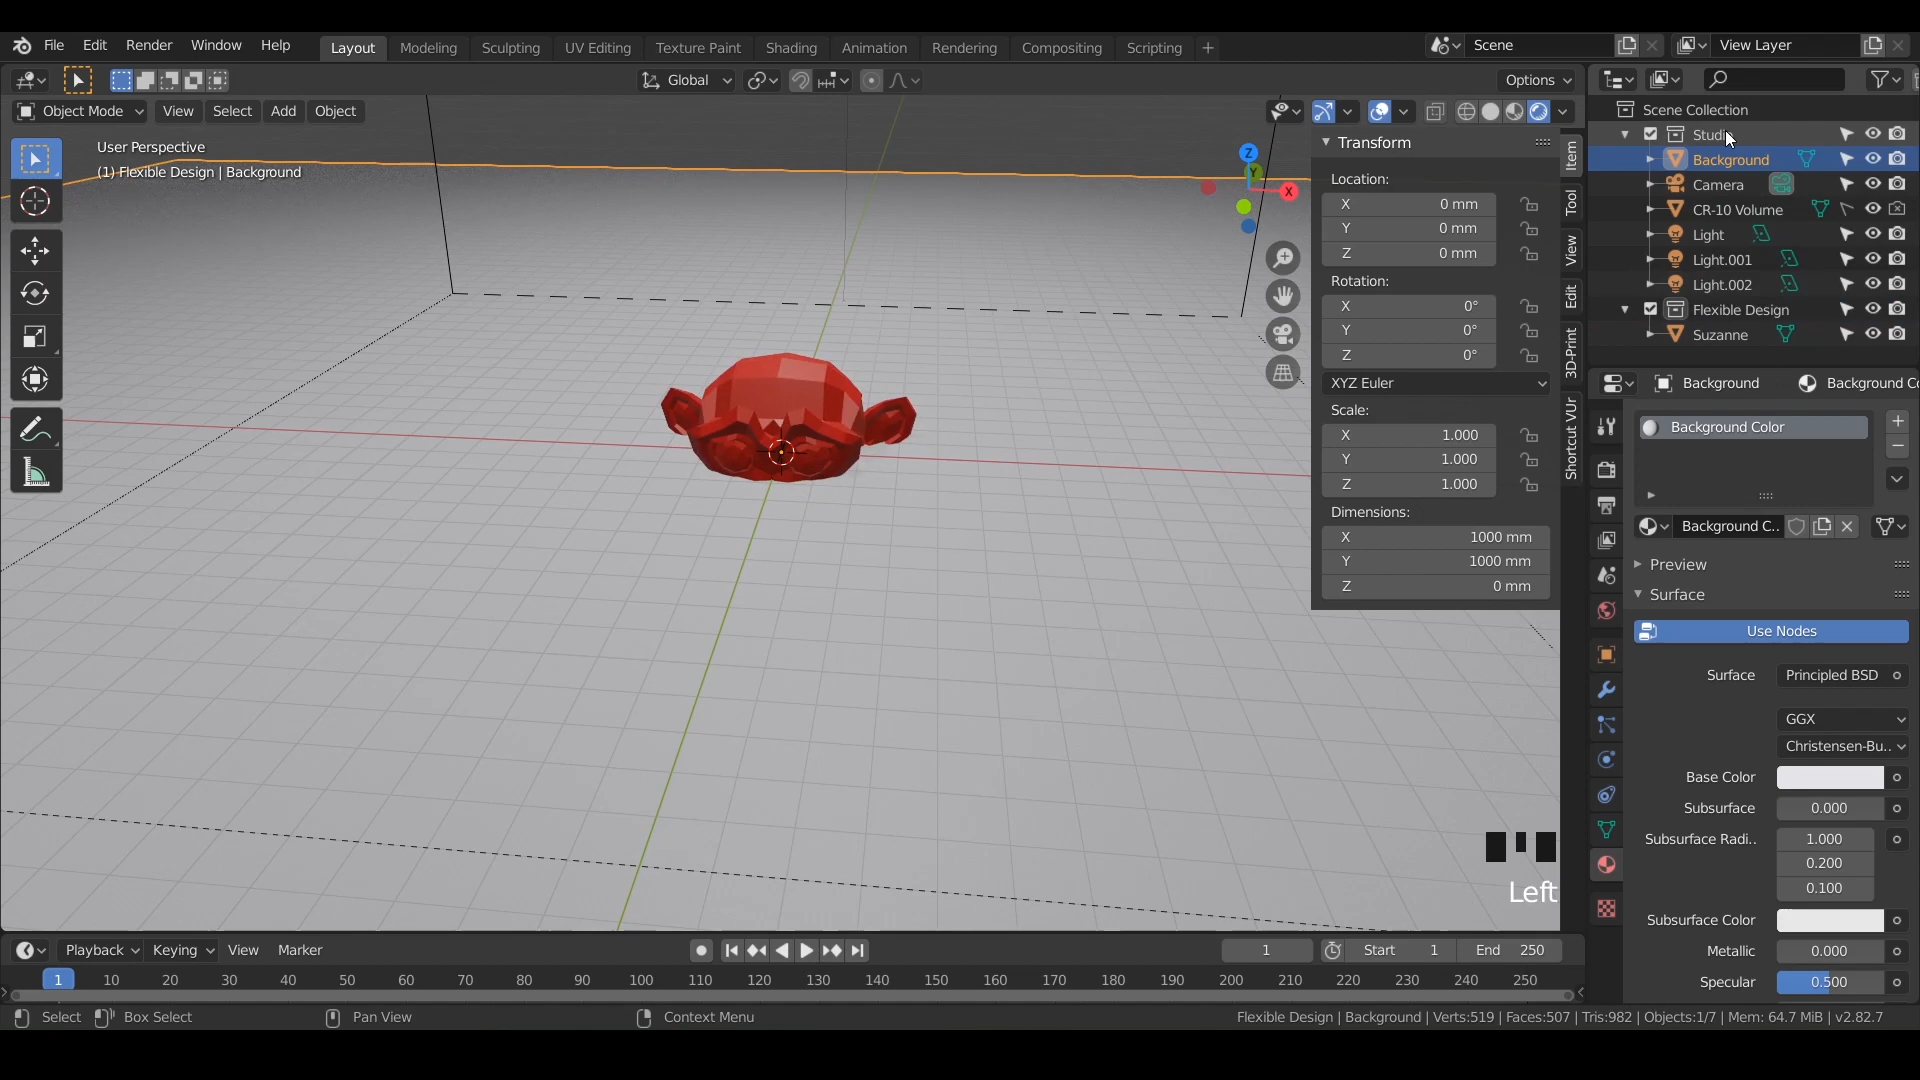 File Edit Render Window Help Layout Modeling Sculpting UV Editing Texture Paint Shading Animation Rendering Compositing Scripting + Scene View Layer
Global Options
Object Mode View Select Add Object
User Perspective
(1) Flexible Design | Background
Z
Y
X
Transform
Location:
X 0 mm
Y 0 mm
Z 0 mm
Rotation:
X 0°
Y 0°
Z 0°
XYZ Euler
Scale:
X 1.000
Y 1.000
Z 1.000
Dimensions:
X 1000 mm
Y 1000 mm
Z 0 mm
Item
Tool
View
Edit
3D-Print
Shortcut VUr
Scene Collection
Background
Camera
CR-10 Volume
Light
Light.001
Light.002
Flexible Design
Suzanne
Background Background Co
Background Color
Background C..
Preview
Surface
Use Nodes
Surface Principled BSD
GGX
Christensen-Bu..
Base Color
Subsurface 0.000
Subsurface Radi.. 1.000
0.200
0.100
Subsurface Color
Metallic 0.000
Specular 0.500
Left
Playback Keying View Marker 1 Start 1 End 250
1 10 20 30 40 50 60 70 80 90 100 110 120 130 140 150 160 170 180 190 200 210 220 230 240 250
Select Box Select Pan View Context Menu Flexible Design | Background | Verts:519 | Faces:507 | Tris:982 | Objects:1/7 | Mem: 64.7 MiB | v2.82.7